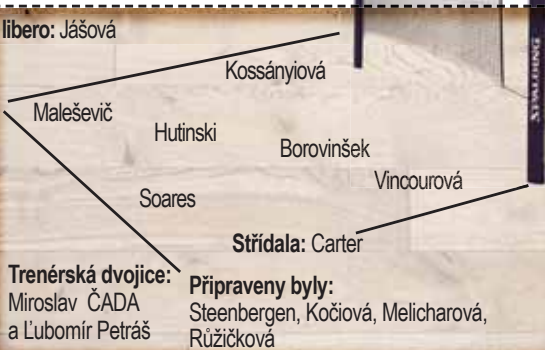 libero: Jášová
SPALDING
Kossányiová
Maleševič
Hutinski
Borovinšek
Vincourová
Soares
Střídala: Carter
Trenérská dvojice:
Miroslav ČADA
a Ľubomír Petráš
Připraveny byly:
Steenbergen, Kočiová, Melicharová,
Růžičková